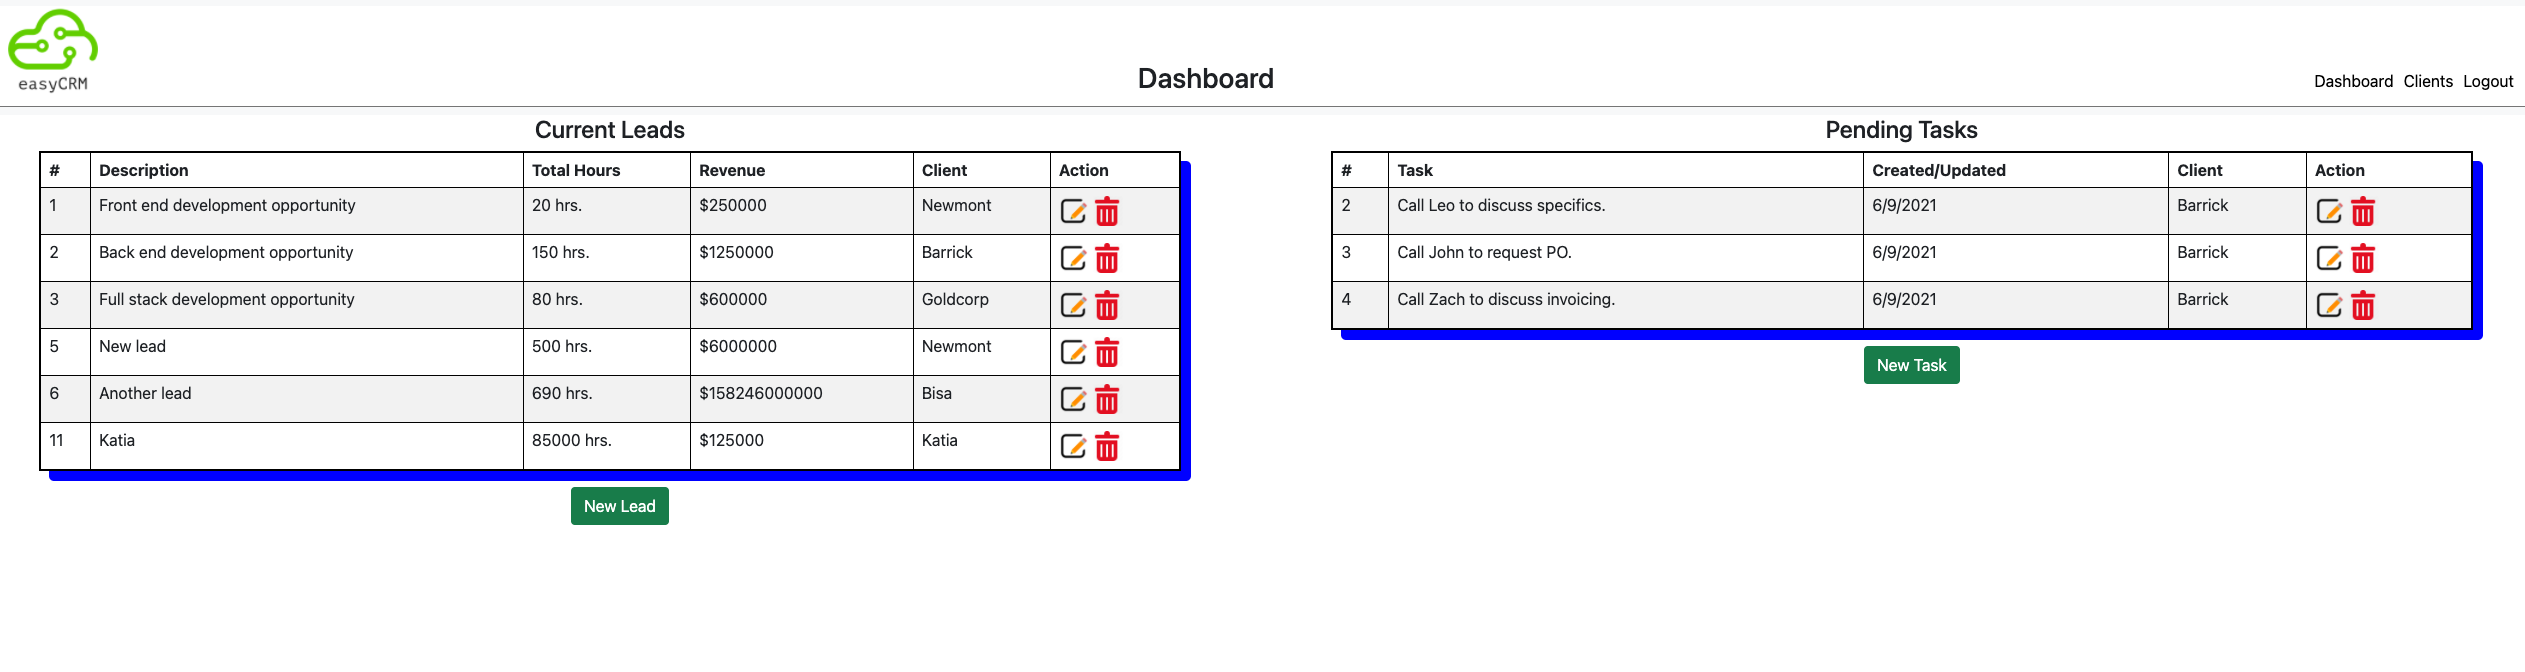 easyCRM
Dashboard
Dashboard Clients Logout
Current Leads
# Description Total Hours Revenue Client Action
1 Front end development opportunity 20 hrs. $250000 Newmont
2 Back end development opportunity 150 hrs. $1250000 Barrick
3 Full stack development opportunity 80 hrs. $600000 Goldcorp
5 New lead 500 hrs. $6000000 Newmont
6 Another lead 690 hrs. $158246000000 Bisa
11 Katia 85000 hrs. $125000 Katia
New Lead
Pending Tasks
# Task Created/Updated Client Action
2 Call Leo to discuss specifics. 6/9/2021 Barrick
3 Call John to request PO. 6/9/2021 Barrick
4 Call Zach to discuss invoicing. 6/9/2021 Barrick
New Task